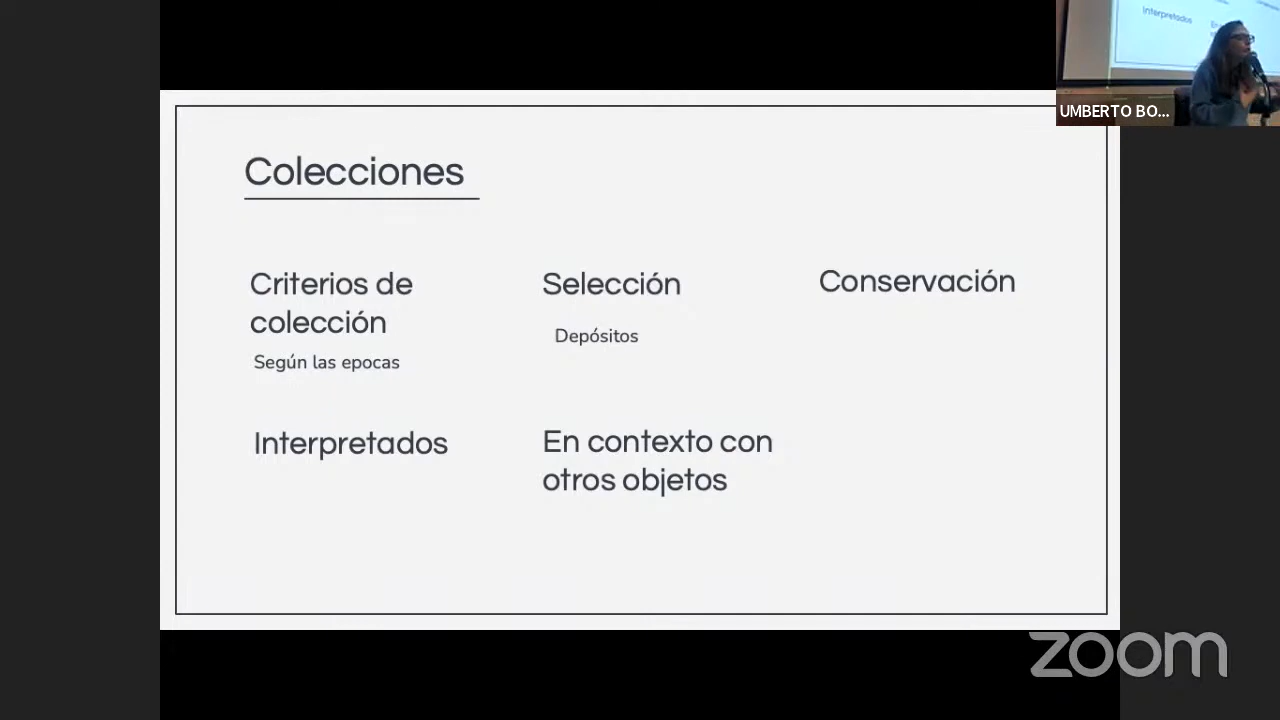 Interpretados
UMBERTO BO...
Colecciones
Criterios de
colección
Según las epocas
Selección
Depósitos
Conservación
Interpretados
En contexto con
otros objetos
zoom